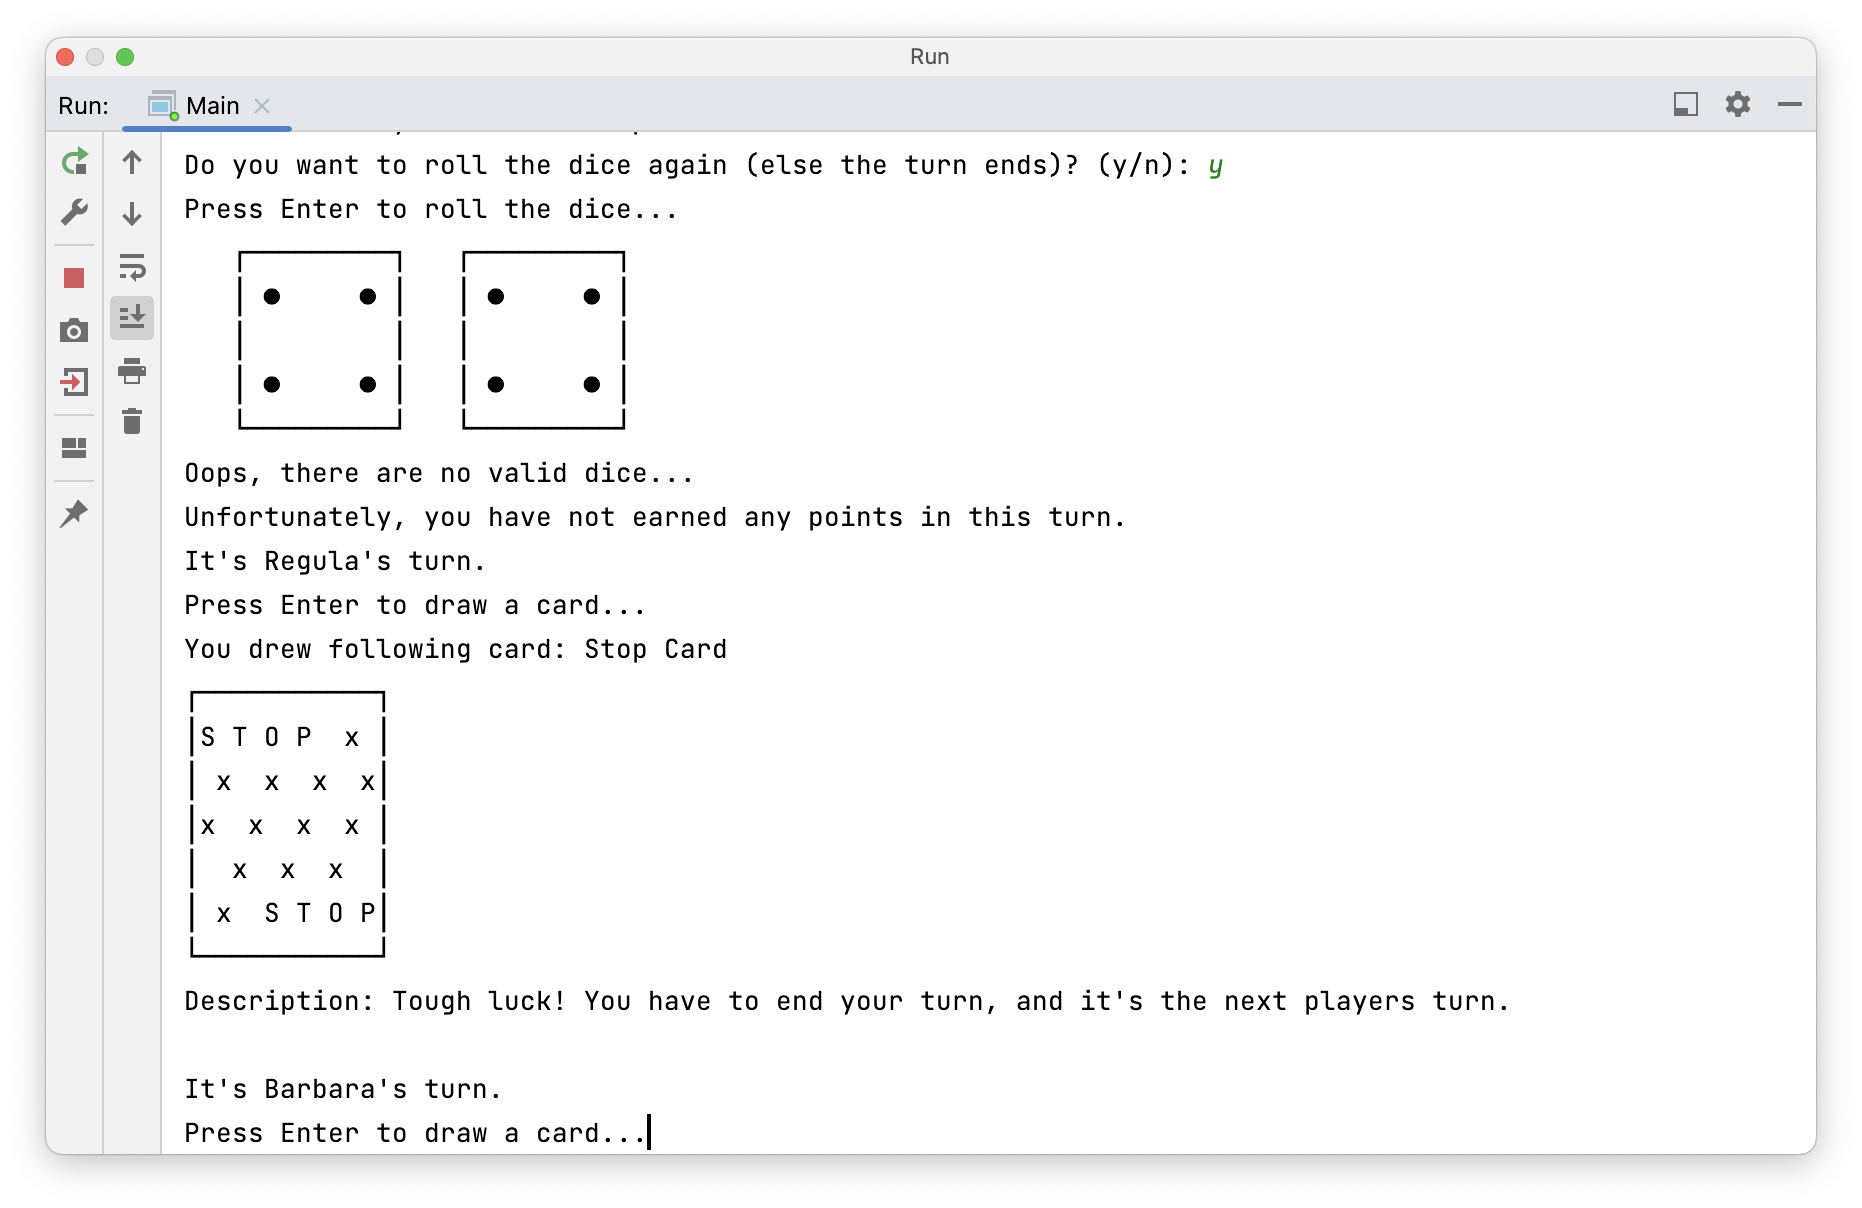 Run
Run: Main
Do you want to roll the dice again (else the turn ends)? (y/n): y
Press Enter to roll the dice...
Oops, there are no valid dice...
Unfortunately, you have not earned any points in this turn.
It's Regula's turn.
Press Enter to draw a card...
You drew following card: Stop Card
S T O P  x
x  x  x  x
x  x  x  x
x  x  x
x  S T O P
Description: Tough luck! You have to end your turn, and it's the next players turn.
It's Barbara's turn.
Press Enter to draw a card...